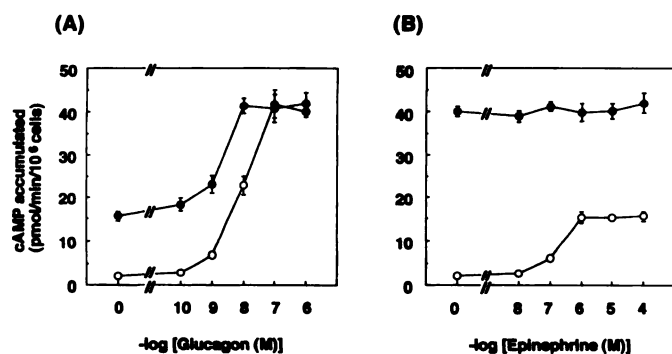 (A)
(B)
cAMP accumulated
(pmol/min/10⁶ cells)
50
40
30
20
10
0
0 10 9 8 7 6
-log [Glucagon (M)]
50
40
30
20
10
0
0 8 7 6 5 4
-log [Epinephrine (M)]